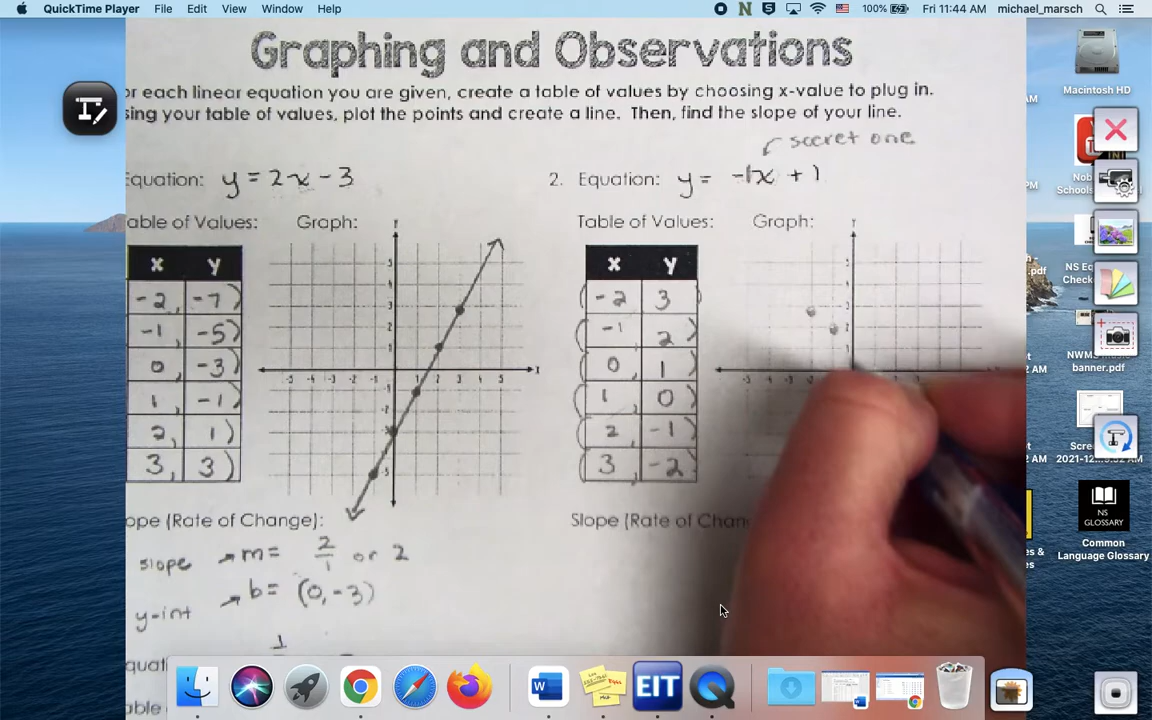 QuickTime Player File Edit View Window Help 100% Fri 11:44 AM michael_marsch
Graphing and Observations
or each linear equation you are given, create a table of values by choosing x-value to plug in.
sing your table of values, plot the points and create a line. Then, find the slope of your line.
secret one
Equation: y = 2x - 3
2. Equation: y = -1x + 1
able of Values: Graph:
Table of Values: Graph:
x y
-2, -7)
-1, -5)
0, -3)
1, -1)
2, 1)
3, 3)
x y
(-2 3)
(-1, 2)
(0, 1)
(1, 0)
(2, -1)
(3, -2)
ope (Rate of Change):
Slope (Rate of Chan
slope → m = 2/1 or 2
y-int → b = (0, -3)
1
quati
able
Macintosh HD
NS GLOSSARY
Common
Language Glossary
EIT